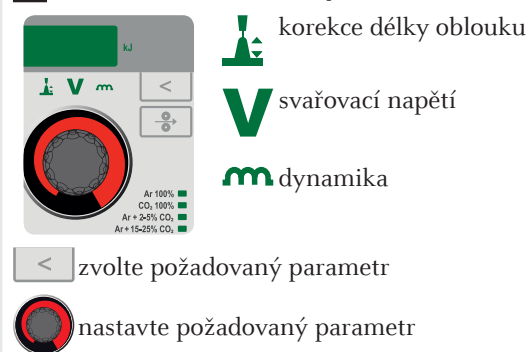 korekce délky oblouku
kJ
V
<
svařovací napětí
V
dynamika
Ar 100%
CO₂ 100%
Ar + 2-5% CO₂
Ar + 15-25% CO₂
< zvolte požadovaný parametr
nastavte požadovaný parametr